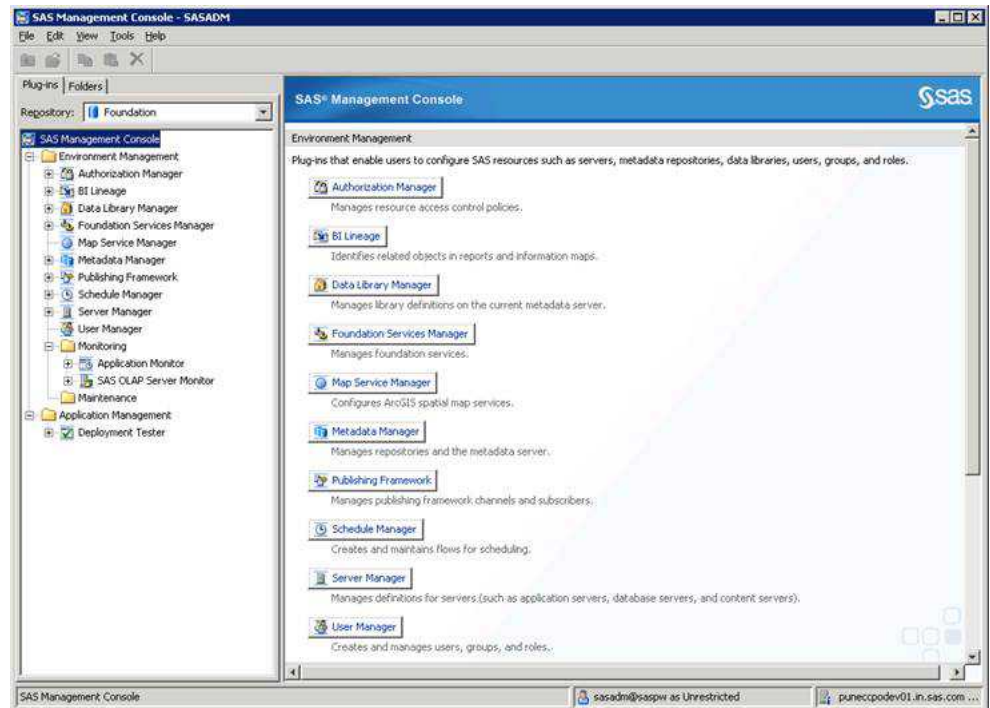 SAS Management Console - SASADM
File Edit View Tools Help
Plug-ins Folders
Repository: Foundation
SAS Management Console
Environment Management
Authorization Manager
BI Lineage
Data Library Manager
Foundation Services Manager
Map Service Manager
Metadata Manager
Publishing Framework
Schedule Manager
Server Manager
User Manager
Monitoring
Application Monitor
SAS OLAP Server Monitor
Maintenance
Application Management
Deployment Tester
SAS® Management Console
sas
Environment Management
Plug-ins that enable users to configure SAS resources such as servers, metadata repositories, data libraries, users, groups, and roles.
Authorization Manager
Manages resource access control policies.
BI Lineage
Identifies related objects in reports and information maps.
Data Library Manager
Manages library definitions on the current metadata server.
Foundation Services Manager
Manages foundation services.
Map Service Manager
Configures ArcGIS spatial map services.
Metadata Manager
Manages repositories and the metadata server.
Publishing Framework
Manages publishing framework channels and subscribers.
Schedule Manager
Creates and maintains flows for scheduling.
Server Manager
Manages definitions for servers (such as application servers, database servers, and content servers).
User Manager
Creates and manages users, groups, and roles.
SAS Management Console
sasadm@saspw as Unrestricted
puneccpodev01.in.sas.com ...